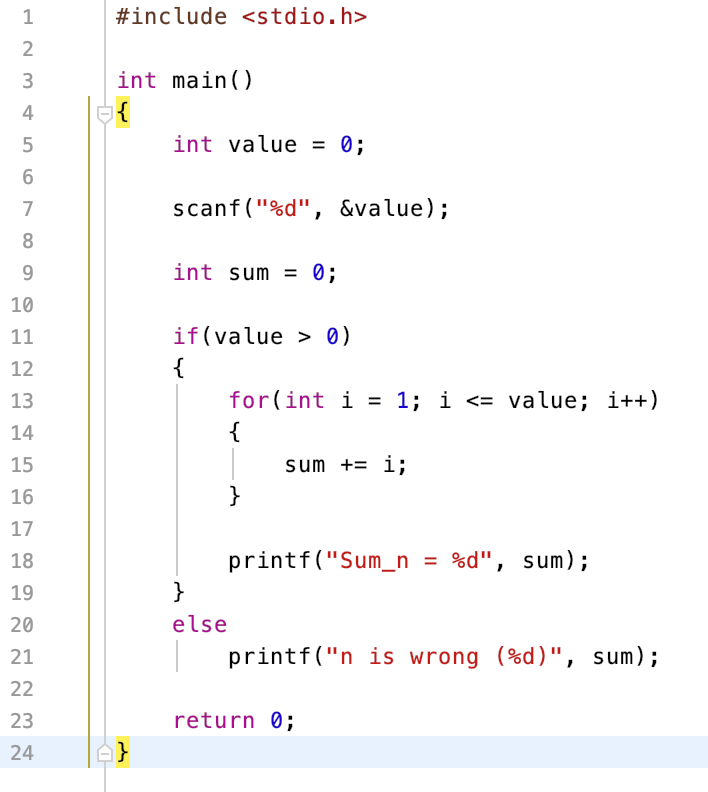 1 #include <stdio.h>
2
3 int main()
4 {
5     int value = 0;
6
7     scanf("%d", &value);
8
9     int sum = 0;
10
11     if(value > 0)
12     {
13         for(int i = 1; i <= value; i++)
14         {
15             sum += i;
16         }
17
18         printf("Sum_n = %d", sum);
19     }
20     else
21         printf("n is wrong (%d)", sum);
22
23     return 0;
24 }